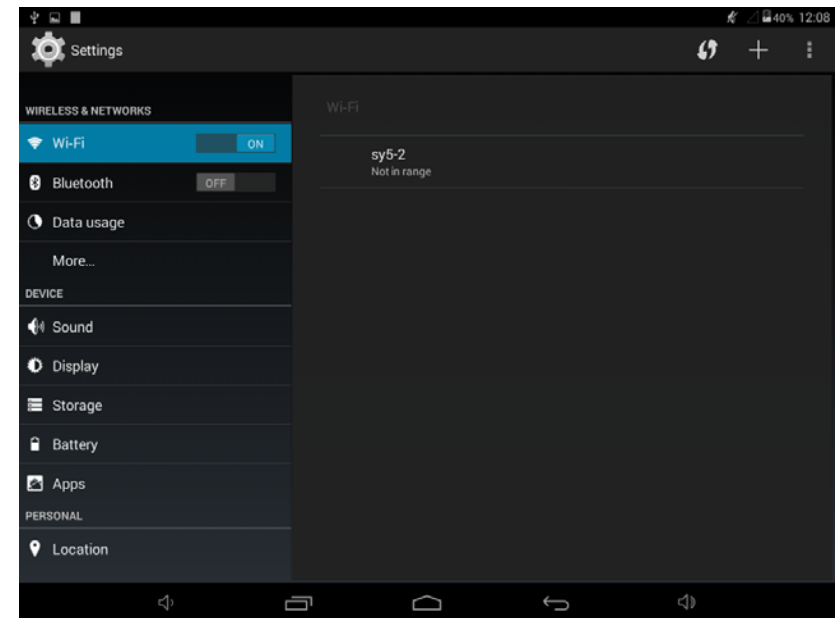 40% 12:08
Settings
WIRELESS & NETWORKS
Wi-Fi ON
Bluetooth OFF
Data usage
More...
DEVICE
Sound
Display
Storage
Battery
Apps
PERSONAL
Location
Wi-Fi
sy5-2
Not in range